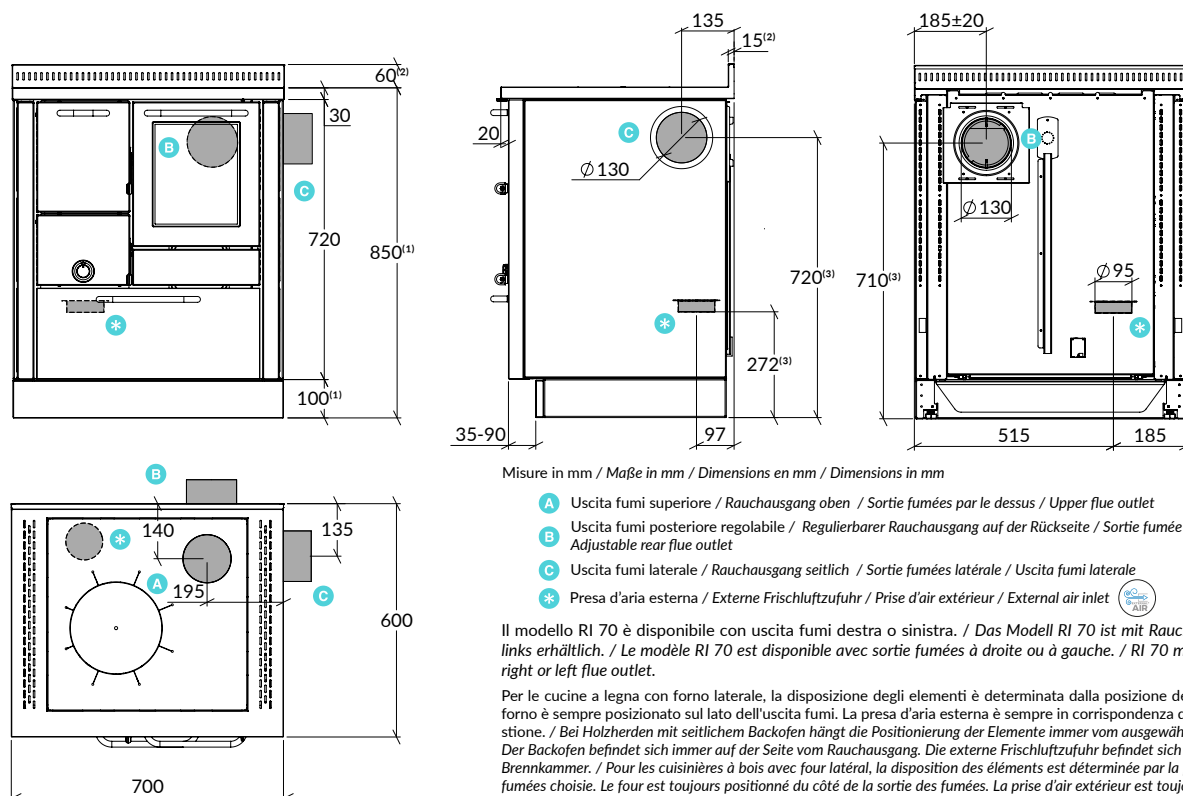 60(2)
30
720
850(1)
100(1)
B
C
*
135
15(2)
20
C
Ø 130
720(3)
*
272(3)
35-90
97
185±20
B
Ø 130
710(3)
Ø 95
*
515
185
B
140
*
135
A
195
C
600
700
Misure in mm / Maße in mm / Dimensions en mm / Dimensions in mm
A Uscita fumi superiore / Rauchausgang oben / Sortie fumées par le dessus / Upper flue outlet
B Uscita fumi posteriore regolabile / Regulierbarer Rauchausgang auf der Rückseite / Sortie fumée
Adjustable rear flue outlet
C Uscita fumi laterale / Rauchausgang seitlich / Sortie fumées latérale / Uscita fumi laterale
* Presa d'aria esterna / Externe Frischluftzufuhr / Prise d'air extérieur / External air inlet
AIR
Il modello RI 70 è disponibile con uscita fumi destra o sinistra. / Das Modell RI 70 ist mit Rauc
links erhältlich. / Le modèle RI 70 est disponible avec sortie fumées à droite ou à gauche. / RI 70 m
right or left flue outlet.
Per le cucine a legna con forno laterale, la disposizione degli elementi è determinata dalla posizione de
forno è sempre posizionato sul lato dell'uscita fumi. La presa d'aria esterna è sempre in corrispondenza c
stione. / Bei Holzherden mit seitlichem Backofen hängt die Positionierung der Elemente immer vom ausgewäh
Der Backofen befindet sich immer auf der Seite vom Rauchausgang. Die externe Frischluftzufuhr befindet sich
Brennkammer. / Pour les cuisinières à bois avec four latéral, la disposition des éléments est déterminée par la
fumées choisie. Le four est toujours positionné du côté de la sortie des fumées. La prise d'air extérieur est touj